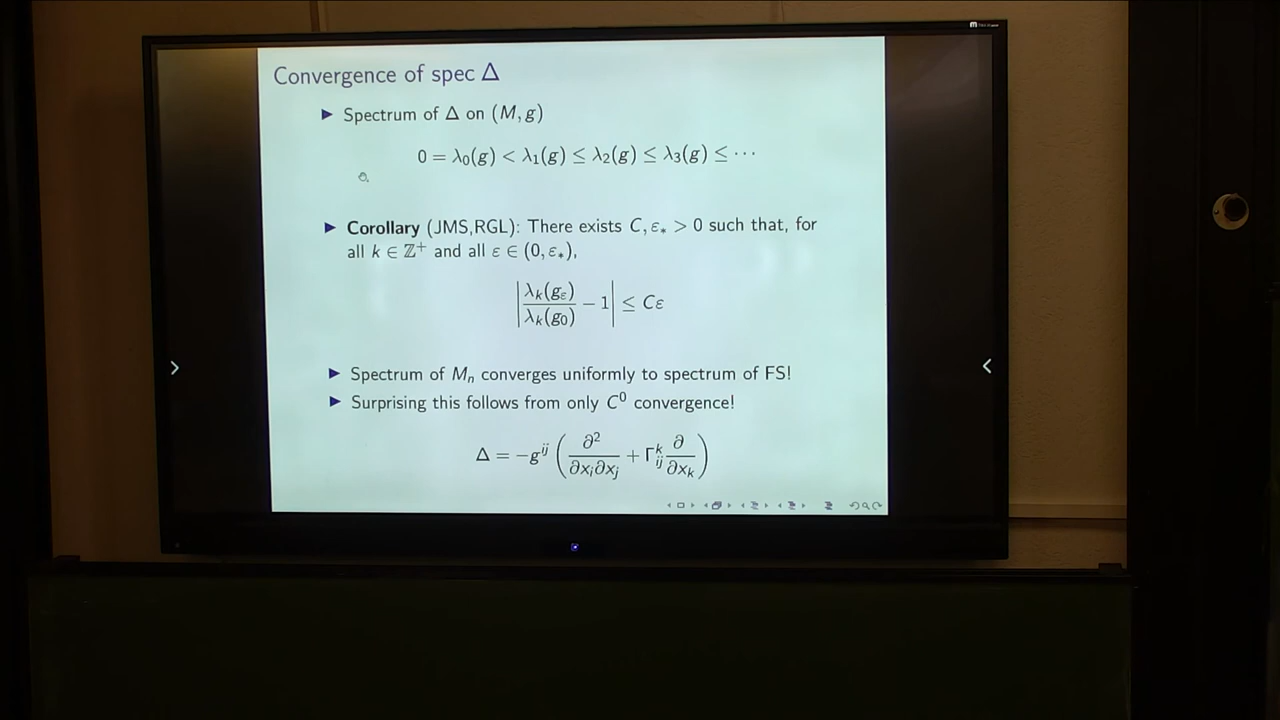 Convergence of spec Δ
▶ Spectrum of Δ on (M, g)
0 = λ₀(g) < λ₁(g) ≤ λ₂(g) ≤ λ₃(g) ≤ ···
▶ Corollary (JMS,RGL): There exists C, ε* > 0 such that, for
all k ∈ ℤ⁺ and all ε ∈ (0, ε*),
|λₖ(g_ε)/λₖ(g₀) − 1| ≤ Cε
▶ Spectrum of Mₙ converges uniformly to spectrum of FS!
▶ Surprising this follows from only C⁰ convergence!
Δ = −g^{ij} (∂²/∂xᵢ∂xⱼ + Γ^k_{ij} ∂/∂xₖ)